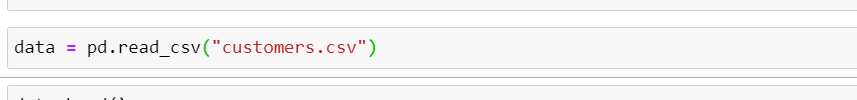 data = pd.read_csv("customers.csv")